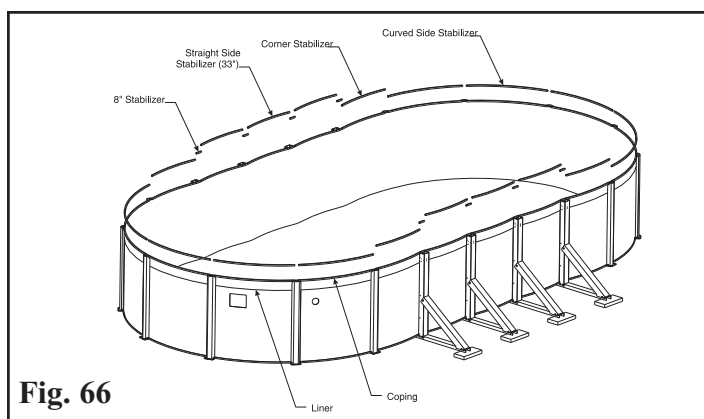 Curved Side Stabilizer
Corner Stabilizer
Straight Side
Stabilizer (33")
8" Stabilizer
Coping
Liner
Fig. 66